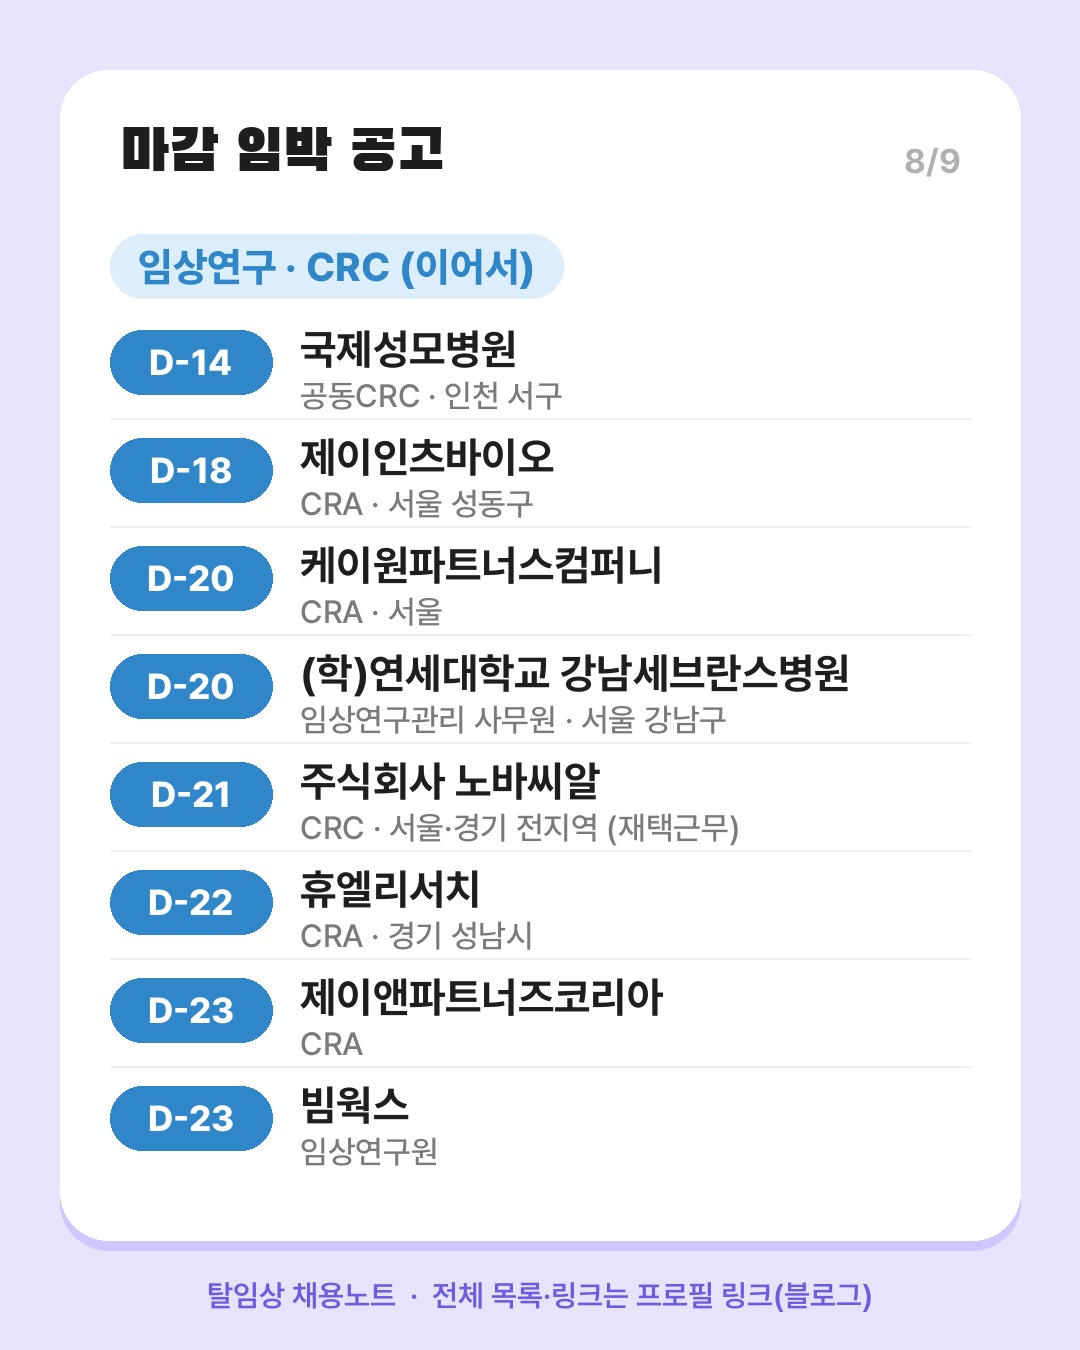 마감 임박 공고
8/9
임상연구 · CRC (이어서)
D-14
국제성모병원
공동CRC · 인천 서구
D-18
제이인츠바이오
CRA · 서울 성동구
D-20
케이원파트너스컴퍼니
CRA · 서울
D-20
(학)연세대학교 강남세브란스병원
임상연구관리 사무원 · 서울 강남구
D-21
주식회사 노바씨알
CRC · 서울·경기 전지역 (재택근무)
D-22
휴엘리서치
CRA · 경기 성남시
D-23
제이앤파트너즈코리아
CRA
D-23
빔웍스
임상연구원
탈임상 채용노트 · 전체 목록·링크는 프로필 링크(블로그)